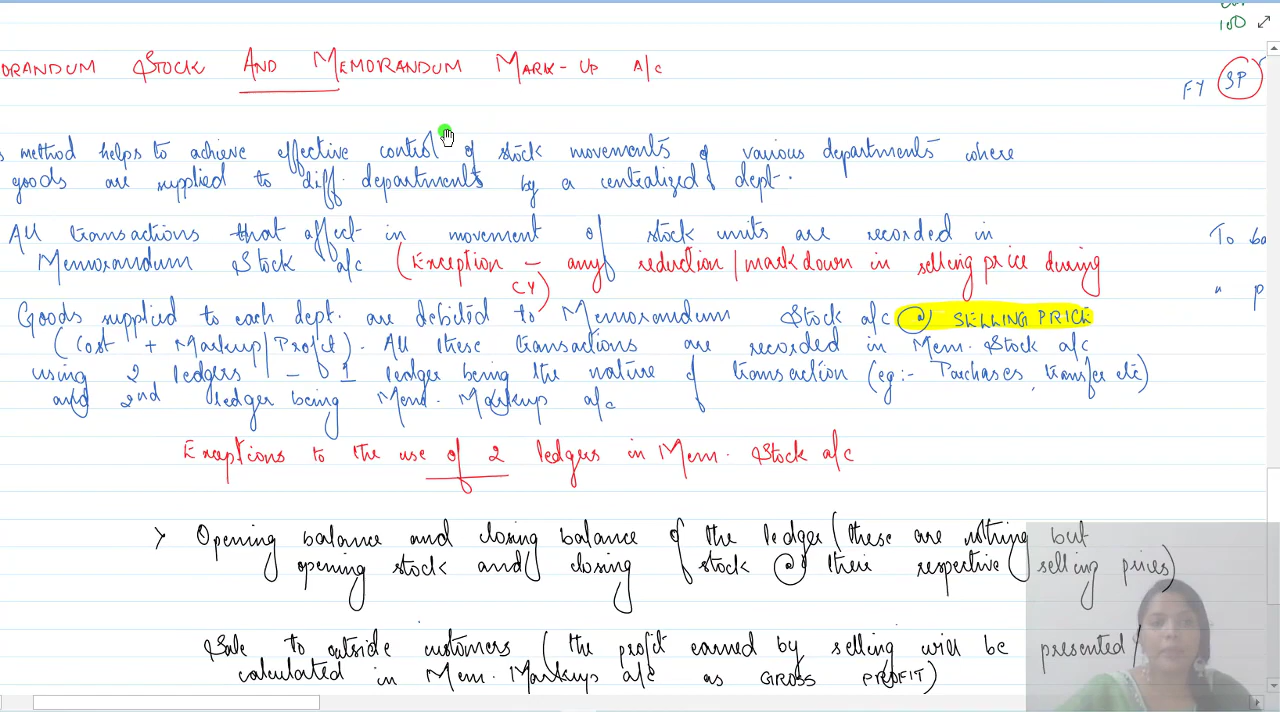 100
ORANDUM STOCK AND MEMORANDUM MARK-UP A/c
FY SP
s method helps to achieve effective control of stock movements of various departments where
goods are supplied to diff. departments by a centralized dept.
All transactions that affect in movement of stock units are recorded in
Memorandum Stock a/c (Exception - any reduction/markdown in selling price during
CY)
To ba
" p
Goods supplied to each dept. are debited to Memorandum Stock a/c @ SELLING PRICE
(Cost + Markup/Profit). All these transactions are recorded in Mem. Stock a/c
using 2 ledgers - 1 ledger being the nature of transaction (eg:- Purchases, transfer etc)
and 2nd ledger being Mem. Markup a/c
Exceptions to the use of 2 ledgers in Mem. Stock a/c
> Opening balance and closing balance of the ledger (these are nothing but
opening stock and closing stock @ their respective selling prices)
Sale to outside customers (the profit earned by selling will be presented/
calculated in Mem. Markup a/c as GROSS PROFIT)